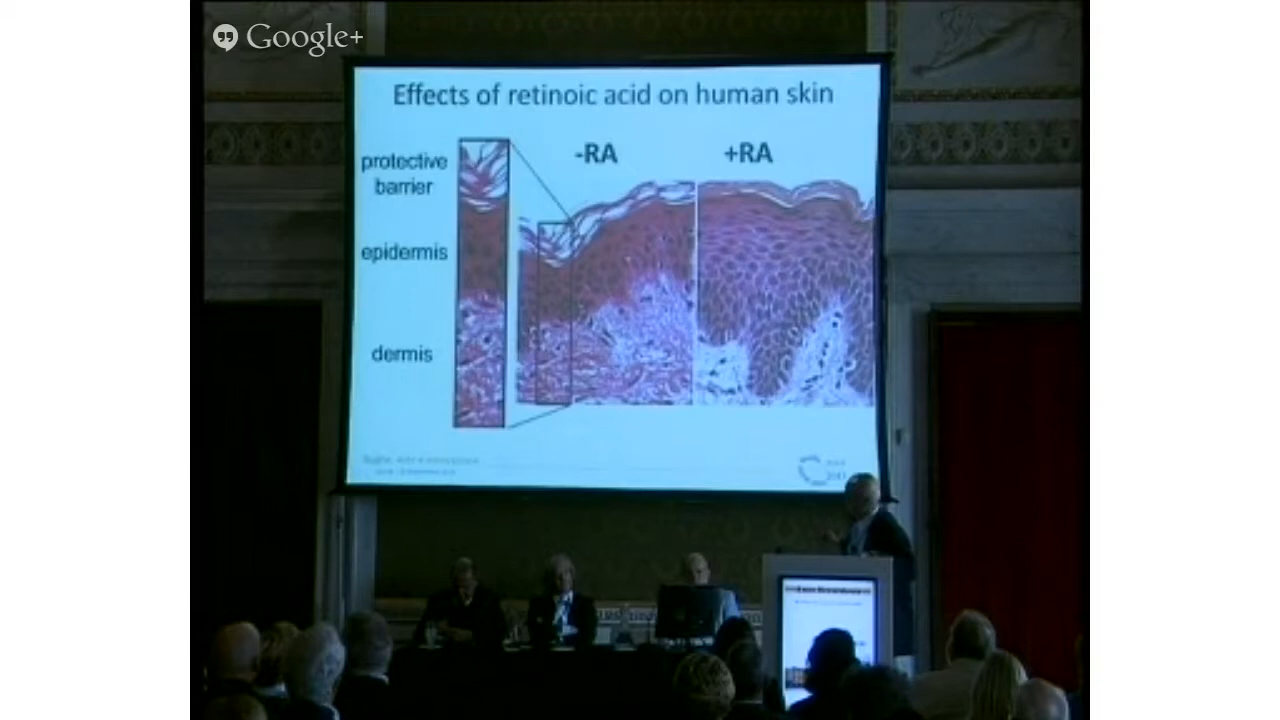 Google+
Effects of retinoic acid on human skin
-RA
+RA
protective
barrier
epidermis
dermis